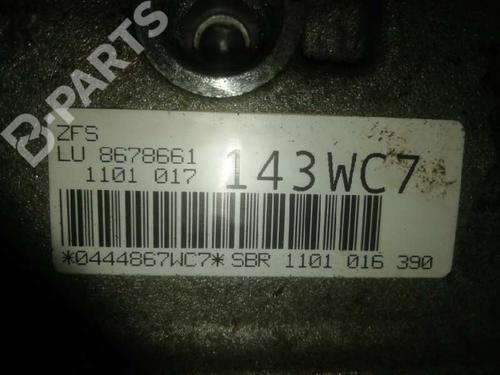 B-PARTS
ZFS
LU 8678661
1101 017
143WC7
*0444867WC7* SBR 1101 016 390